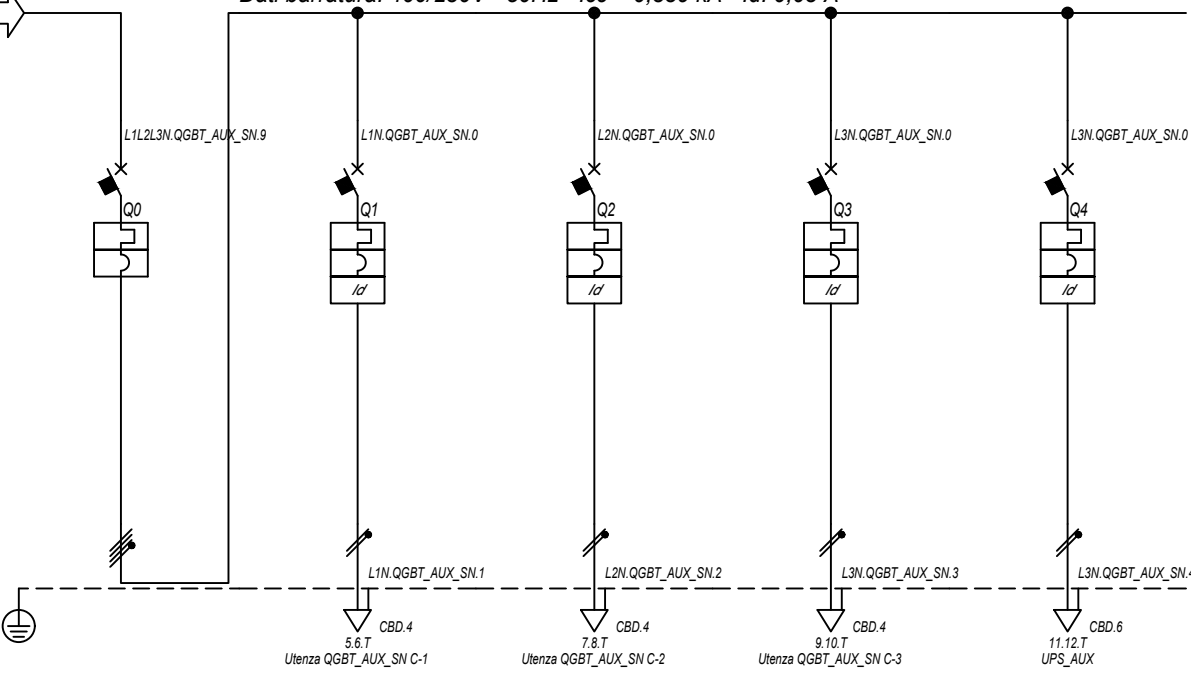 L1L2L3N.QGBT_AUX_SN.9
L1N.QGBT_AUX_SN.0
L2N.QGBT_AUX_SN.0
L3N.QGBT_AUX_SN.0
L3N.QGBT_AUX_SN.0
Q0
Q1
Q2
Q3
Q4
Id
Id
Id
Id
L1N.QGBT_AUX_SN.1
L2N.QGBT_AUX_SN.2
L3N.QGBT_AUX_SN.3
L3N.QGBT_AUX_SN.4
CBD.4
CBD.4
CBD.4
CBD.6
5.6.T
7.8.T
9.10.T
11.12.T
Utenza QGBT_AUX_SN C-1
Utenza QGBT_AUX_SN C-2
Utenza QGBT_AUX_SN C-3
UPS_AUX